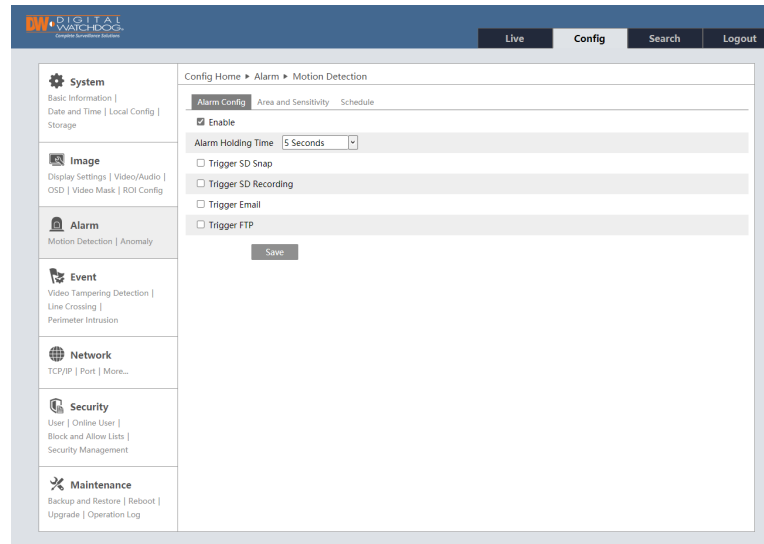 DW DIGITAL
WATCHDOG®
Complete Surveillance Solutions
Live Config Search Logout
System
Basic Information |
Date and Time | Local Config |
Storage
Image
Display Settings | Video/Audio |
OSD | Video Mask | ROI Config
Alarm
Motion Detection | Anomaly
Event
Video Tampering Detection |
Line Crossing |
Perimeter Intrusion
Network
TCP/IP | Port | More...
Security
User | Online User |
Block and Allow Lists |
Security Management
Maintenance
Backup and Restore | Reboot |
Upgrade | Operation Log
Config Home ▶ Alarm ▶ Motion Detection
Alarm Config Area and Sensitivity Schedule
Enable
Alarm Holding Time 5 Seconds
Trigger SD Snap
Trigger SD Recording
Trigger Email
Trigger FTP
Save